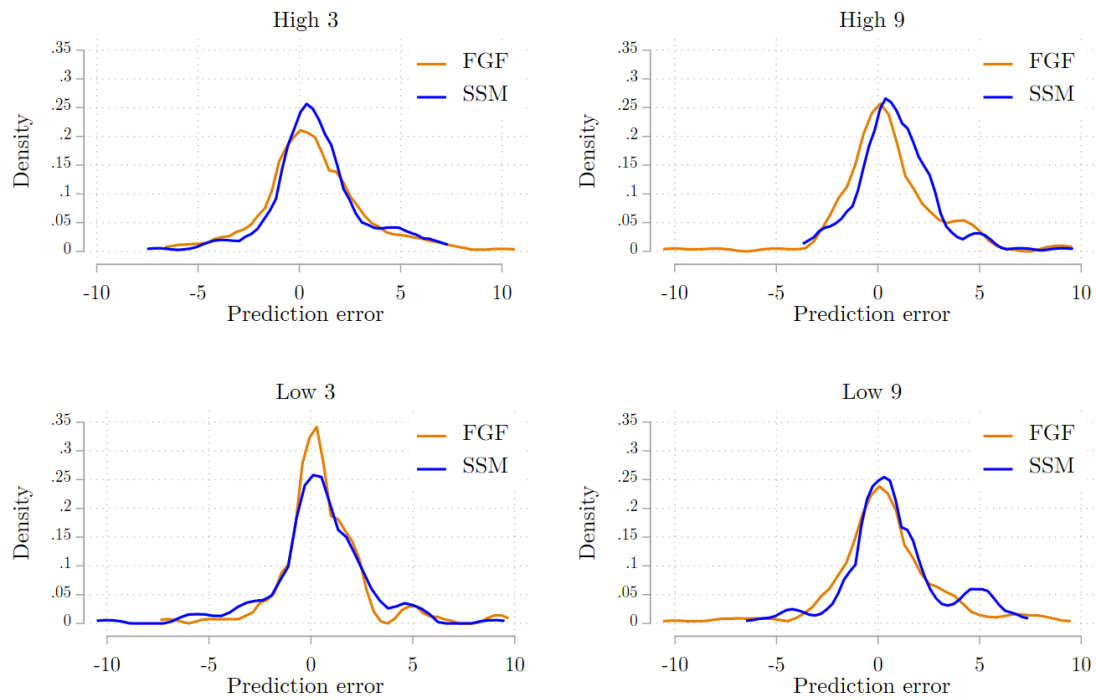 High 3
.35
.3
.25
.2
.15
.1
.05
0
Density
FGF
SSM
-10 -5 0 5 10
Prediction error
High 9
.35
.3
.25
.2
.15
.1
.05
0
Density
FGF
SSM
-10 -5 0 5 10
Prediction error
Low 3
.35
.3
.25
.2
.15
.1
.05
0
Density
FGF
SSM
-10 -5 0 5 10
Prediction error
Low 9
.35
.3
.25
.2
.15
.1
.05
0
Density
FGF
SSM
-10 -5 0 5 10
Prediction error